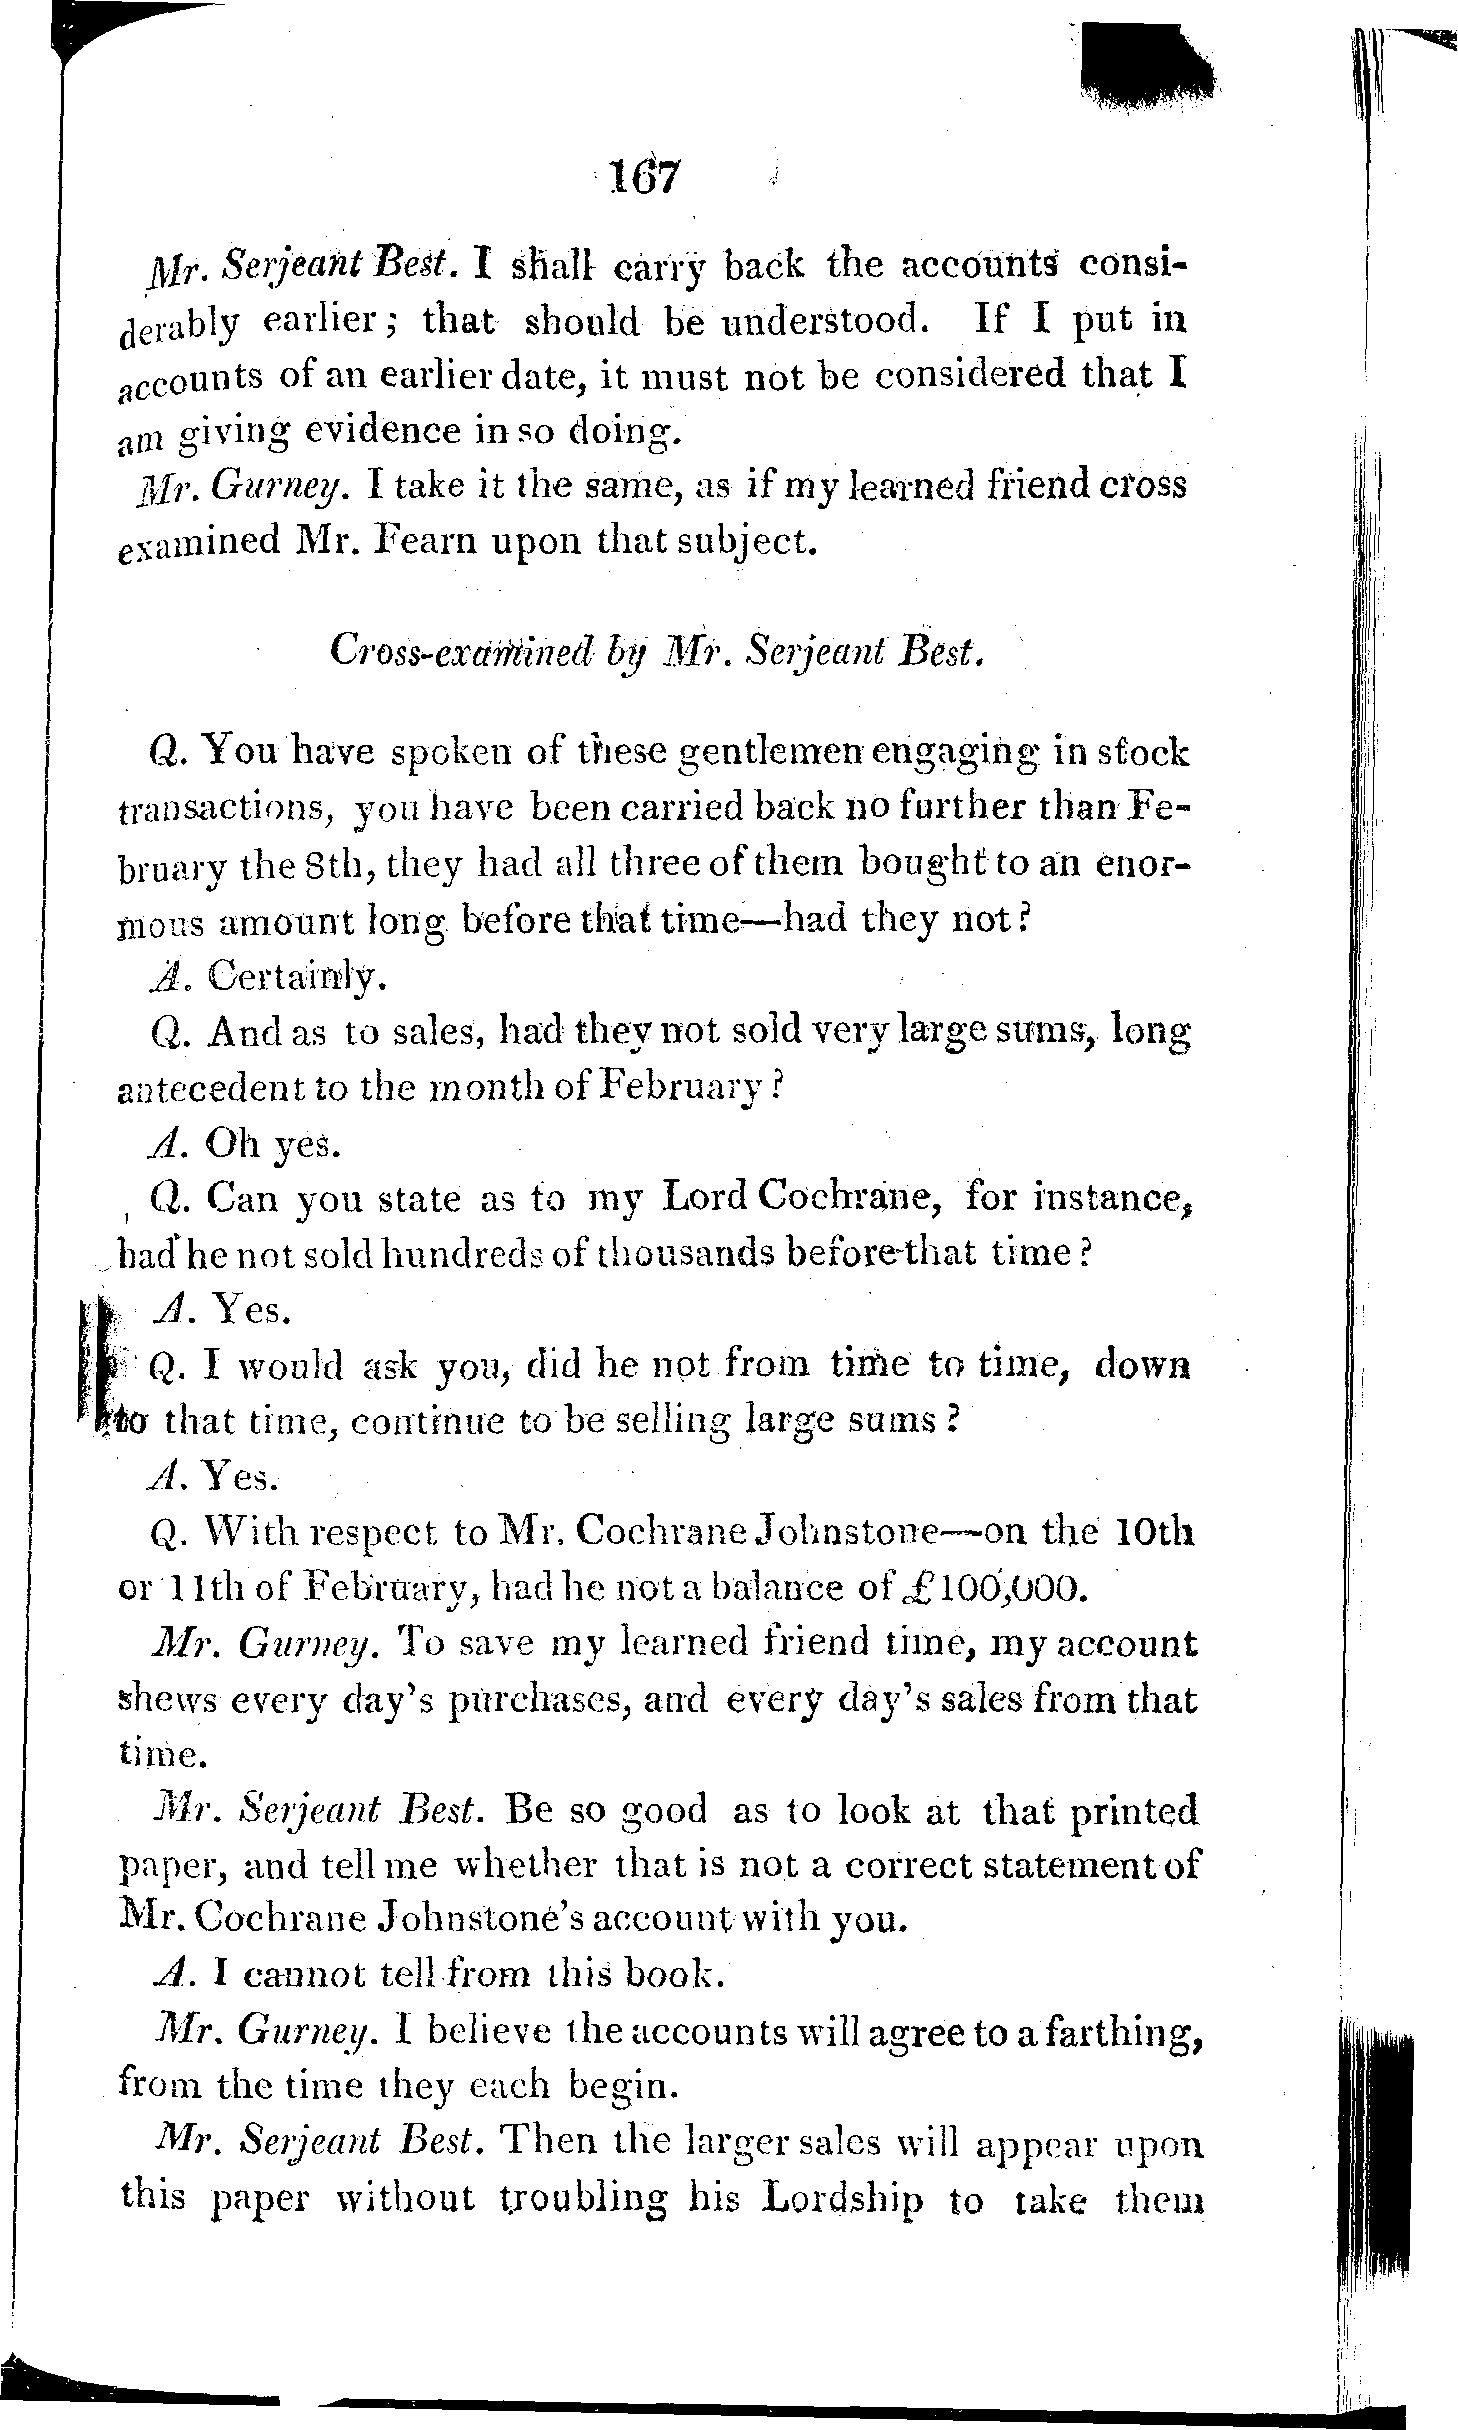 167
Mr. Serjeant Best. I shall carry back the accounts consi-
derably earlier; that should be understood. If I put in
accounts of an earlier date, it must not be considered that I
am giving evidence in so doing.
Mr. Gurney. I take it the same, as if my learned friend cross
examined Mr. Fearn upon that subject.
Cross-examined by Mr. Serjeant Best.
Q. You have spoken of these gentlemen engaging in stock
transactions, you have been carried back no further than Fe-
bruary the 8th, they had all three of them bought to an enor-
mous amount long before that time—had they not?
A. Certainly.
Q. And as to sales, had they not sold very large sums, long
antecedent to the month of February?
A. Oh yes.
Q. Can you state as to my Lord Cochrane, for instance,
had he not sold hundreds of thousands before that time?
A. Yes.
Q. I would ask you, did he not from time to time, down
to that time, continue to be selling large sums?
A. Yes.
Q. With respect to Mr. Cochrane Johnstone—on the 10th
or 11th of February, had he not a balance of £100,000.
Mr. Gurney. To save my learned friend time, my account
shews every day's purchases, and every day's sales from that
time.
Mr. Serjeant Best. Be so good as to look at that printed
paper, and tell me whether that is not a correct statement of
Mr. Cochrane Johnstone's account with you.
A. I cannot tell from this book.
Mr. Gurney. I believe the accounts will agree to a farthing,
from the time they each begin.
Mr. Serjeant Best. Then the larger sales will appear upon
this paper without troubling his Lordship to take them